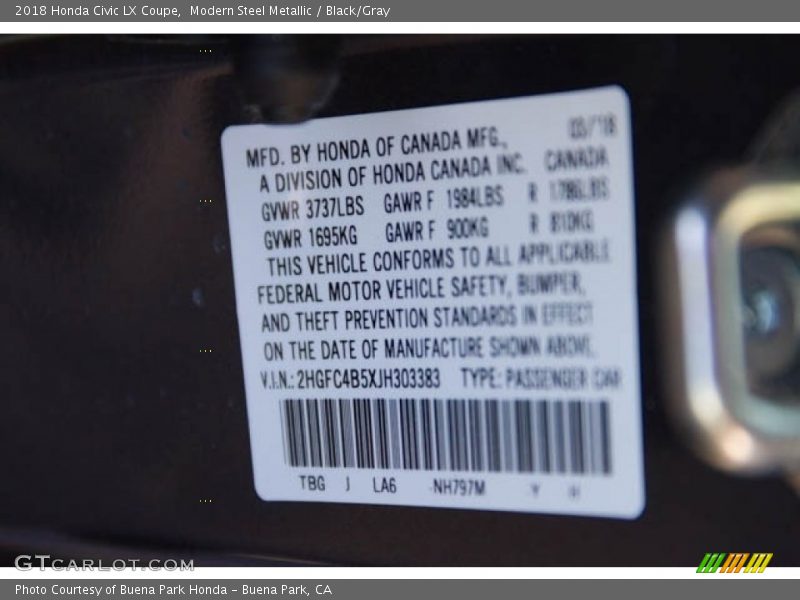 2018 Honda Civic LX Coupe,  Modern Steel Metallic / Black/Gray
03/18
MFD. BY HONDA OF CANADA MFG.,
A DIVISION OF HONDA CANADA INC.   CANADA
GVWR 3737LBS   GAWR F 1984LBS   R 1786LBS
GVWR 1695KG   GAWR F 900KG   R 810KG
THIS VEHICLE CONFORMS TO ALL APPLICABLE
FEDERAL MOTOR VEHICLE SAFETY, BUMPER,
AND THEFT PREVENTION STANDARDS IN EFFECT
ON THE DATE OF MANUFACTURE SHOWN ABOVE.
V.I.N.: 2HGFC4B5XJH303383   TYPE: PASSENGER CAR
TBG   J   LA6   -NH797M   Y   H
GTCARLOT.COM
Photo Courtesy of Buena Park Honda – Buena Park, CA